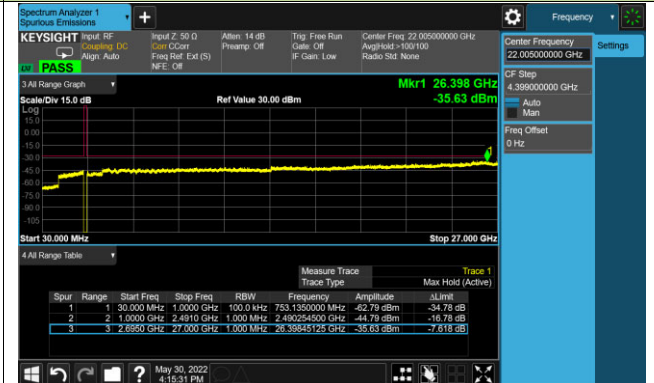 Spectrum Analyzer 1
Spurious Emissions
+
Frequency
KEYSIGHT Input: RF Input Z: 50 Ω Atten: 14 dB Trig: Free Run Center Freq: 22.005000000 GHz
Coupling: DC Corr CCorr Preamp: Off Gate: Off Avg|Hold:>100/100
Align: Auto Freq Ref: Ext (S) IF Gain: Low Radio Std: None
PASS NFE: Off
Center Frequency
22.005000000 GHz
Settings
CF Step
4.399000000 GHz
Auto
Man
Freq Offset
0 Hz
3 All Range Graph
Mkr1 26.398 GHz
Scale/Div 15.0 dB Ref Value 30.00 dBm -35.63 dBm
Log
15.0
0.00
-15.0
-30.0
-45.0
-60.0
-75.0
-90.0
-105
1
Start 30.000 MHz Stop 27.000 GHz
4 All Range Table
Measure Trace Trace 1
Trace Type Max Hold (Active)
Spur Range Start Freq Stop Freq RBW Frequency Amplitude ΔLimit
1 1 30.000 MHz 1.0000 GHz 100.0 kHz 753.1350000 MHz -62.79 dBm -34.78 dB
2 2 1.0000 GHz 2.4910 GHz 1.000 MHz 2.490254500 GHz -44.79 dBm -16.78 dB
3 3 2.6950 GHz 27.000 GHz 1.000 MHz 26.39845125 GHz -35.63 dBm -7.618 dB
?
May 30, 2022
4:15:31 PM